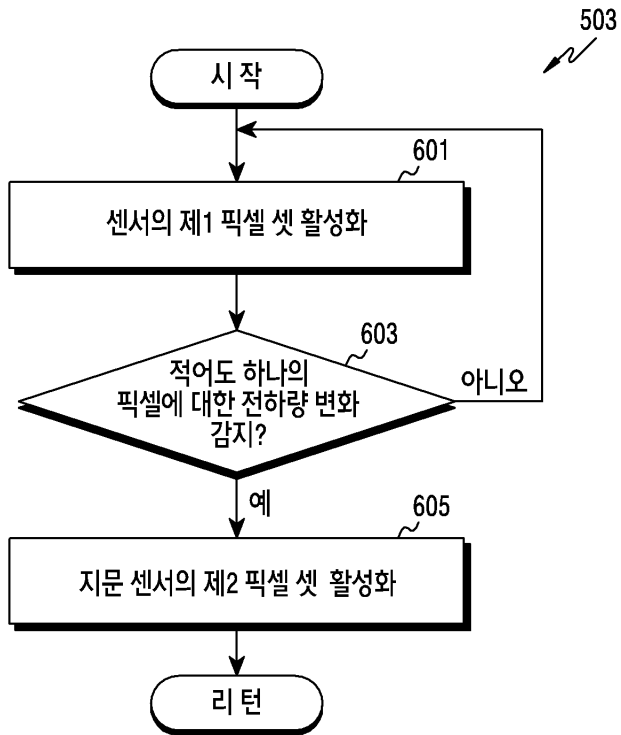 503
시 작
601
센서의 제1 픽셀 셋 활성화
603
적어도 하나의
픽셀에 대한 전하량 변화
감지?
아니오
예
605
지문 센서의 제2 픽셀 셋 활성화
리 턴